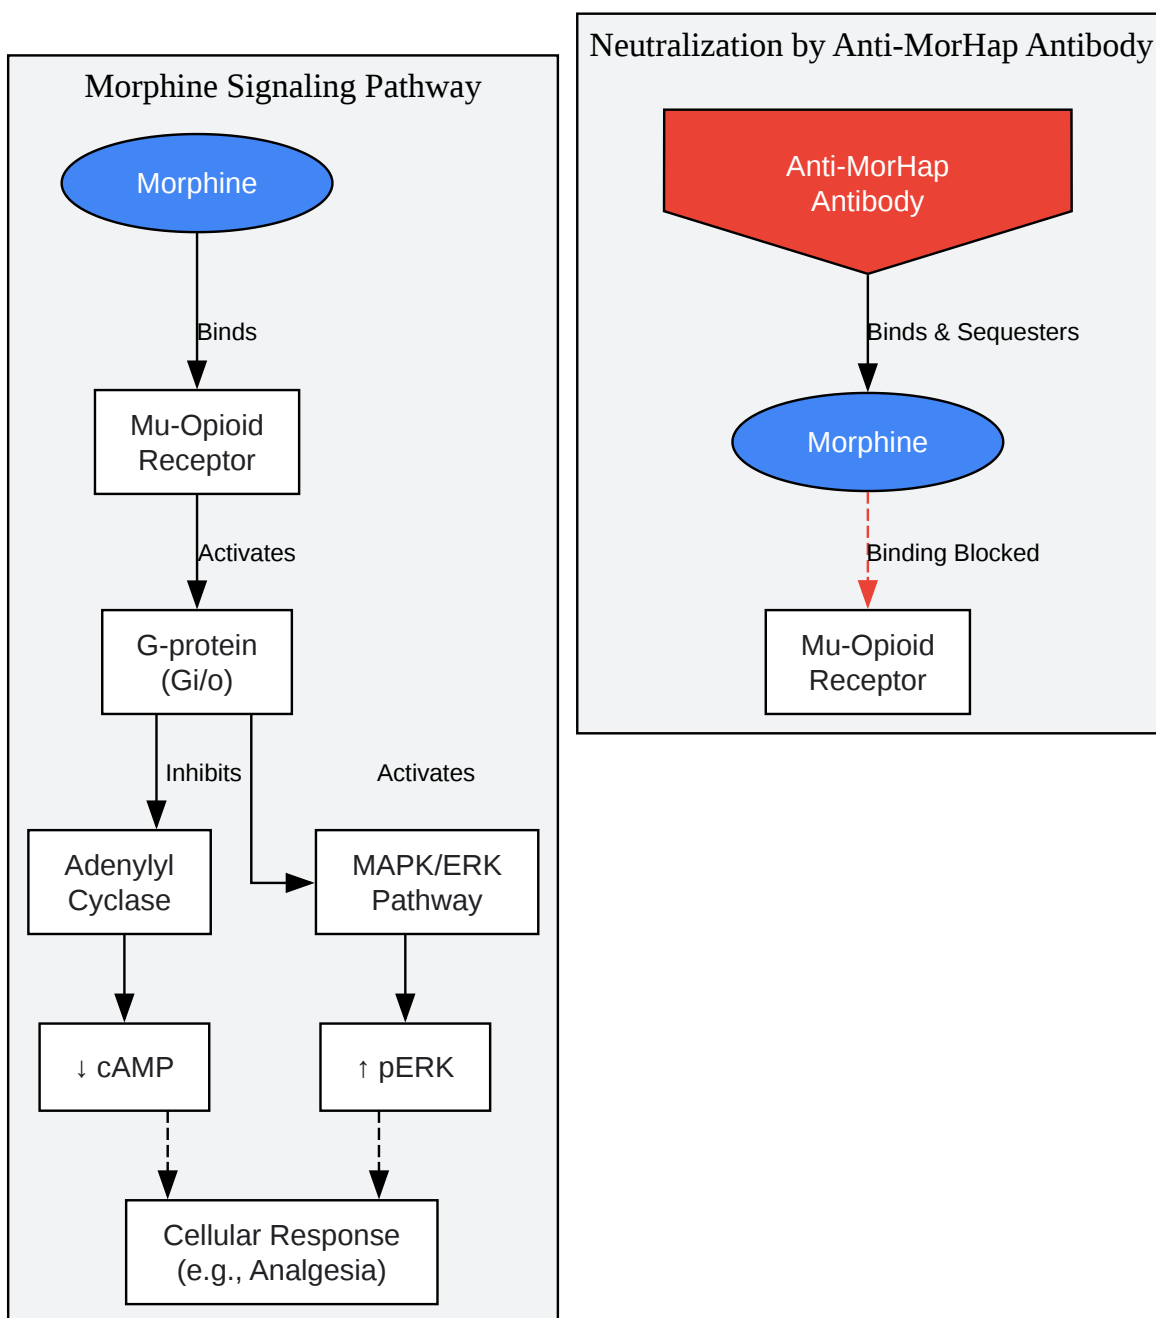 Morphine Signaling Pathway
Morphine
Binds
Mu-Opioid
Receptor
Activates
G-protein
(Gi/o)
Inhibits
Activates
Adenylyl
Cyclase
MAPK/ERK
Pathway
↓ cAMP
↑ pERK
Cellular Response
(e.g., Analgesia)
Neutralization by Anti-MorHap Antibody
Anti-MorHap
Antibody
Binds & Sequesters
Morphine
Binding Blocked
Mu-Opioid
Receptor